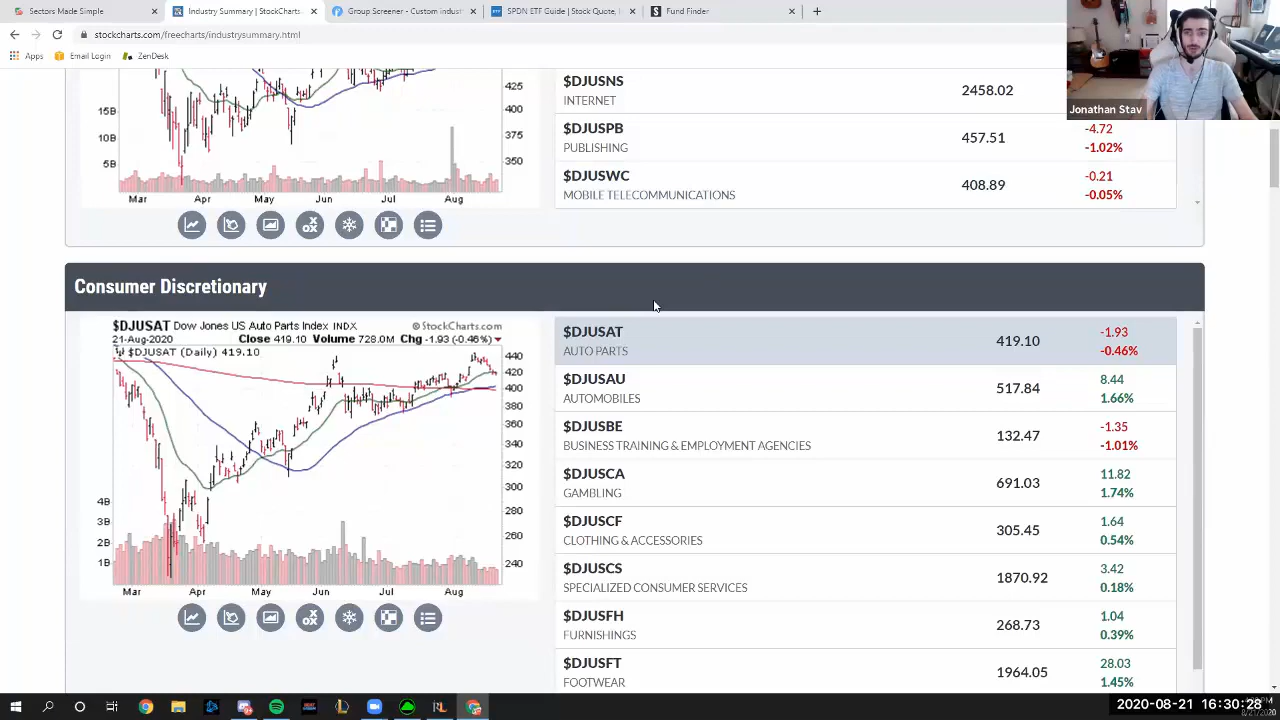 Sectors Made Simple
Industry Summary | StockCharts
Group Screener - Custom indust
SPDN ETF Guide | Stock Quote,
Fund Finder
stockcharts.com/freecharts/industrysummary.html
Apps
Email Login
ZenDesk
Jonathan Stav
425
400
375
350
15B
10B
5B
Mar Apr May Jun Jul Aug
$DJUSNS
INTERNET
2458.02
$DJUSPB
PUBLISHING
457.51
-4.72
-1.02%
$DJUSWC
MOBILE TELECOMMUNICATIONS
408.89
-0.21
-0.05%
Consumer Discretionary
$DJUSAT Dow Jones US Auto Parts Index INDX
© StockCharts.com
21-Aug-2020
Close 419.10 Volume 728.0M Chg -1.93 (-0.46%)
$DJUSAT (Daily) 419.10
440
420
400
380
360
340
320
300
280
260
240
4B
3B
2B
1B
Mar Apr May Jun Jul Aug
$DJUSAT
AUTO PARTS
419.10
-1.93
-0.46%
$DJUSAU
AUTOMOBILES
517.84
8.44
1.66%
$DJUSBE
BUSINESS TRAINING & EMPLOYMENT AGENCIES
132.47
-1.35
-1.01%
$DJUSCA
GAMBLING
691.03
11.82
1.74%
$DJUSCF
CLOTHING & ACCESSORIES
305.45
1.64
0.54%
$DJUSCS
SPECIALIZED CONSUMER SERVICES
1870.92
3.42
0.18%
$DJUSFH
FURNISHINGS
268.73
1.04
0.39%
$DJUSFT
FOOTWEAR
1964.05
28.03
1.45%
2020-08-21 16:30:28